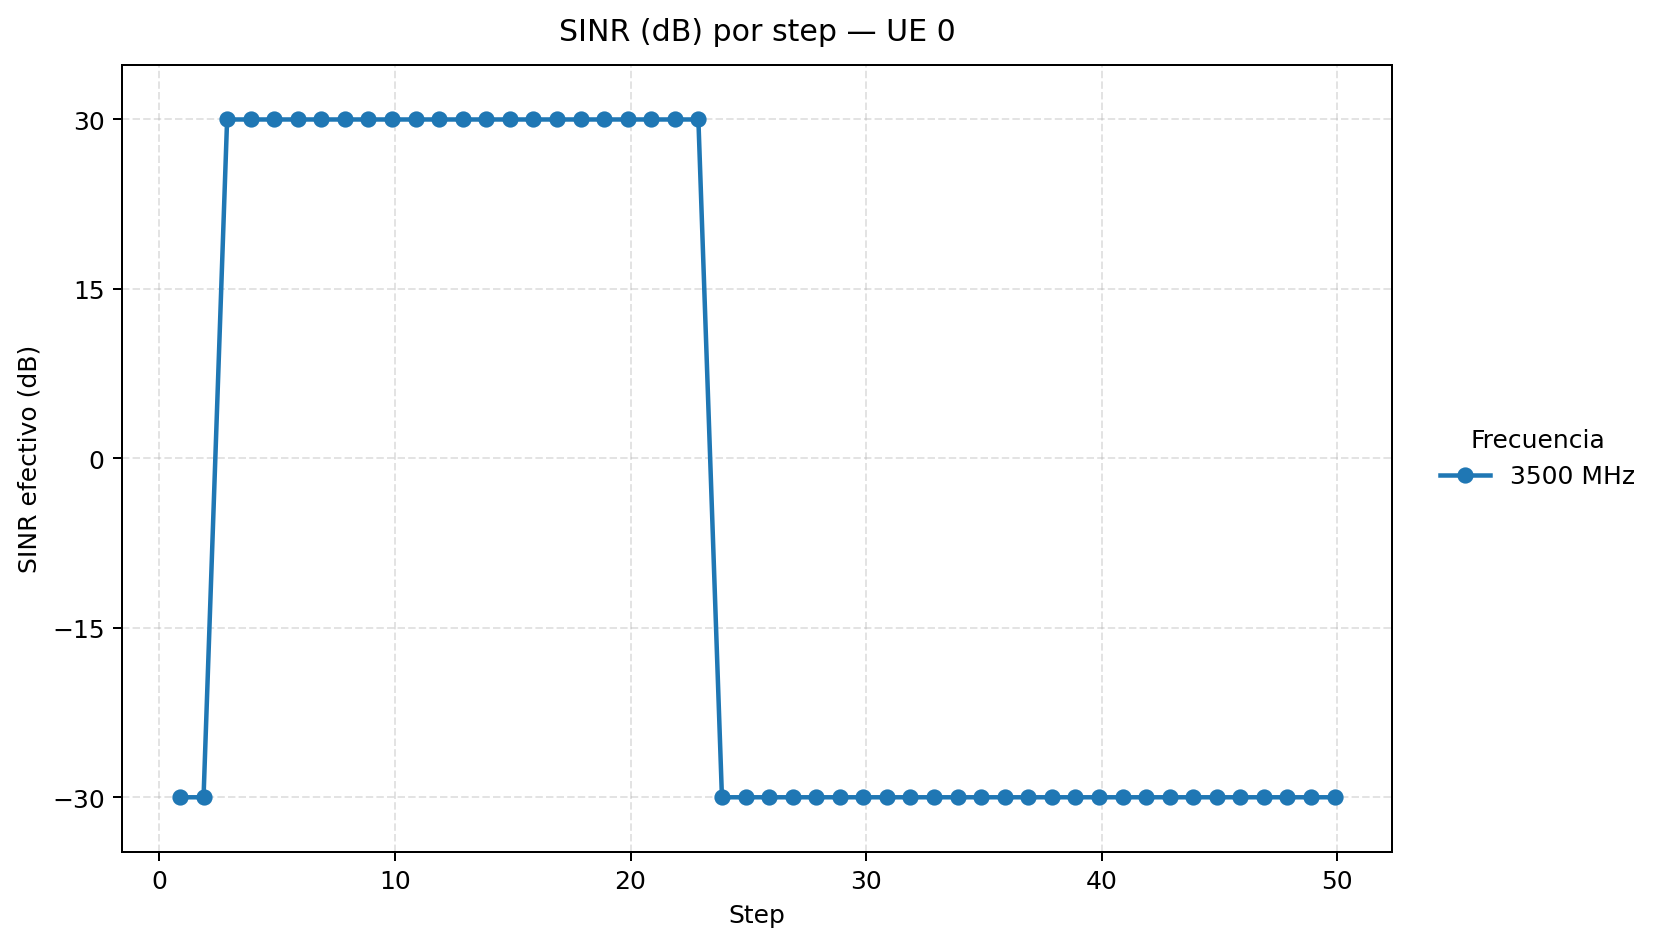 SINR (dB) por step — UE 0
30
15
0
−15
−30
SINR efectivo (dB)
0 10 20 30 40 50
Step
Frecuencia
3500 MHz